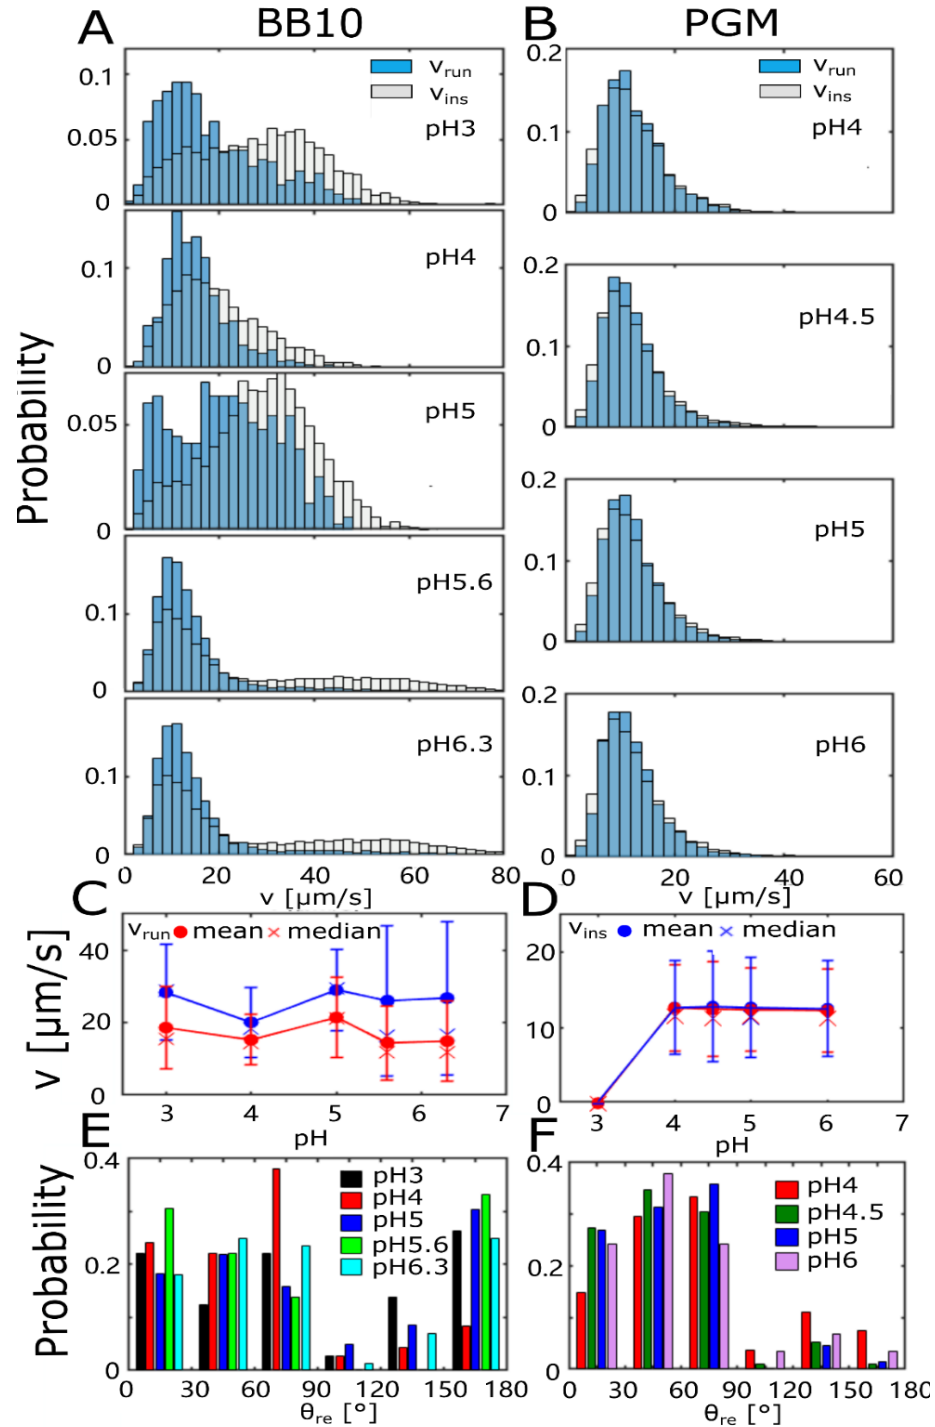 A BB10
B PGM
v_run
v_ins
pH3
0.1
0.05
0
pH4
0.1
0
pH5
0.05
0
pH5.6
0.1
0
pH6.3
0.1
0
0 20 40 60 80
v [µm/s]
Probability
v_run
v_ins
pH4
0.2
0.1
0
pH4.5
0.2
0.1
0
pH5
0.2
0.1
0
pH6
0.2
0.1
0
0 20 40 60
v [µm/s]
C
v_run mean median
v [µm/s]
40
20
0
3 4 5 6 7
pH
D
v_ins mean median
20
10
0
3 4 5 6 7
pH
E
Probability
0.4
0.2
0
pH3
pH4
pH5
pH5.6
pH6.3
0 30 60 90 120 150 180
θ_re [°]
F
0.4
0.2
0
pH4
pH4.5
pH5
pH6
0 30 60 90 120 150 180
θ_re [°]